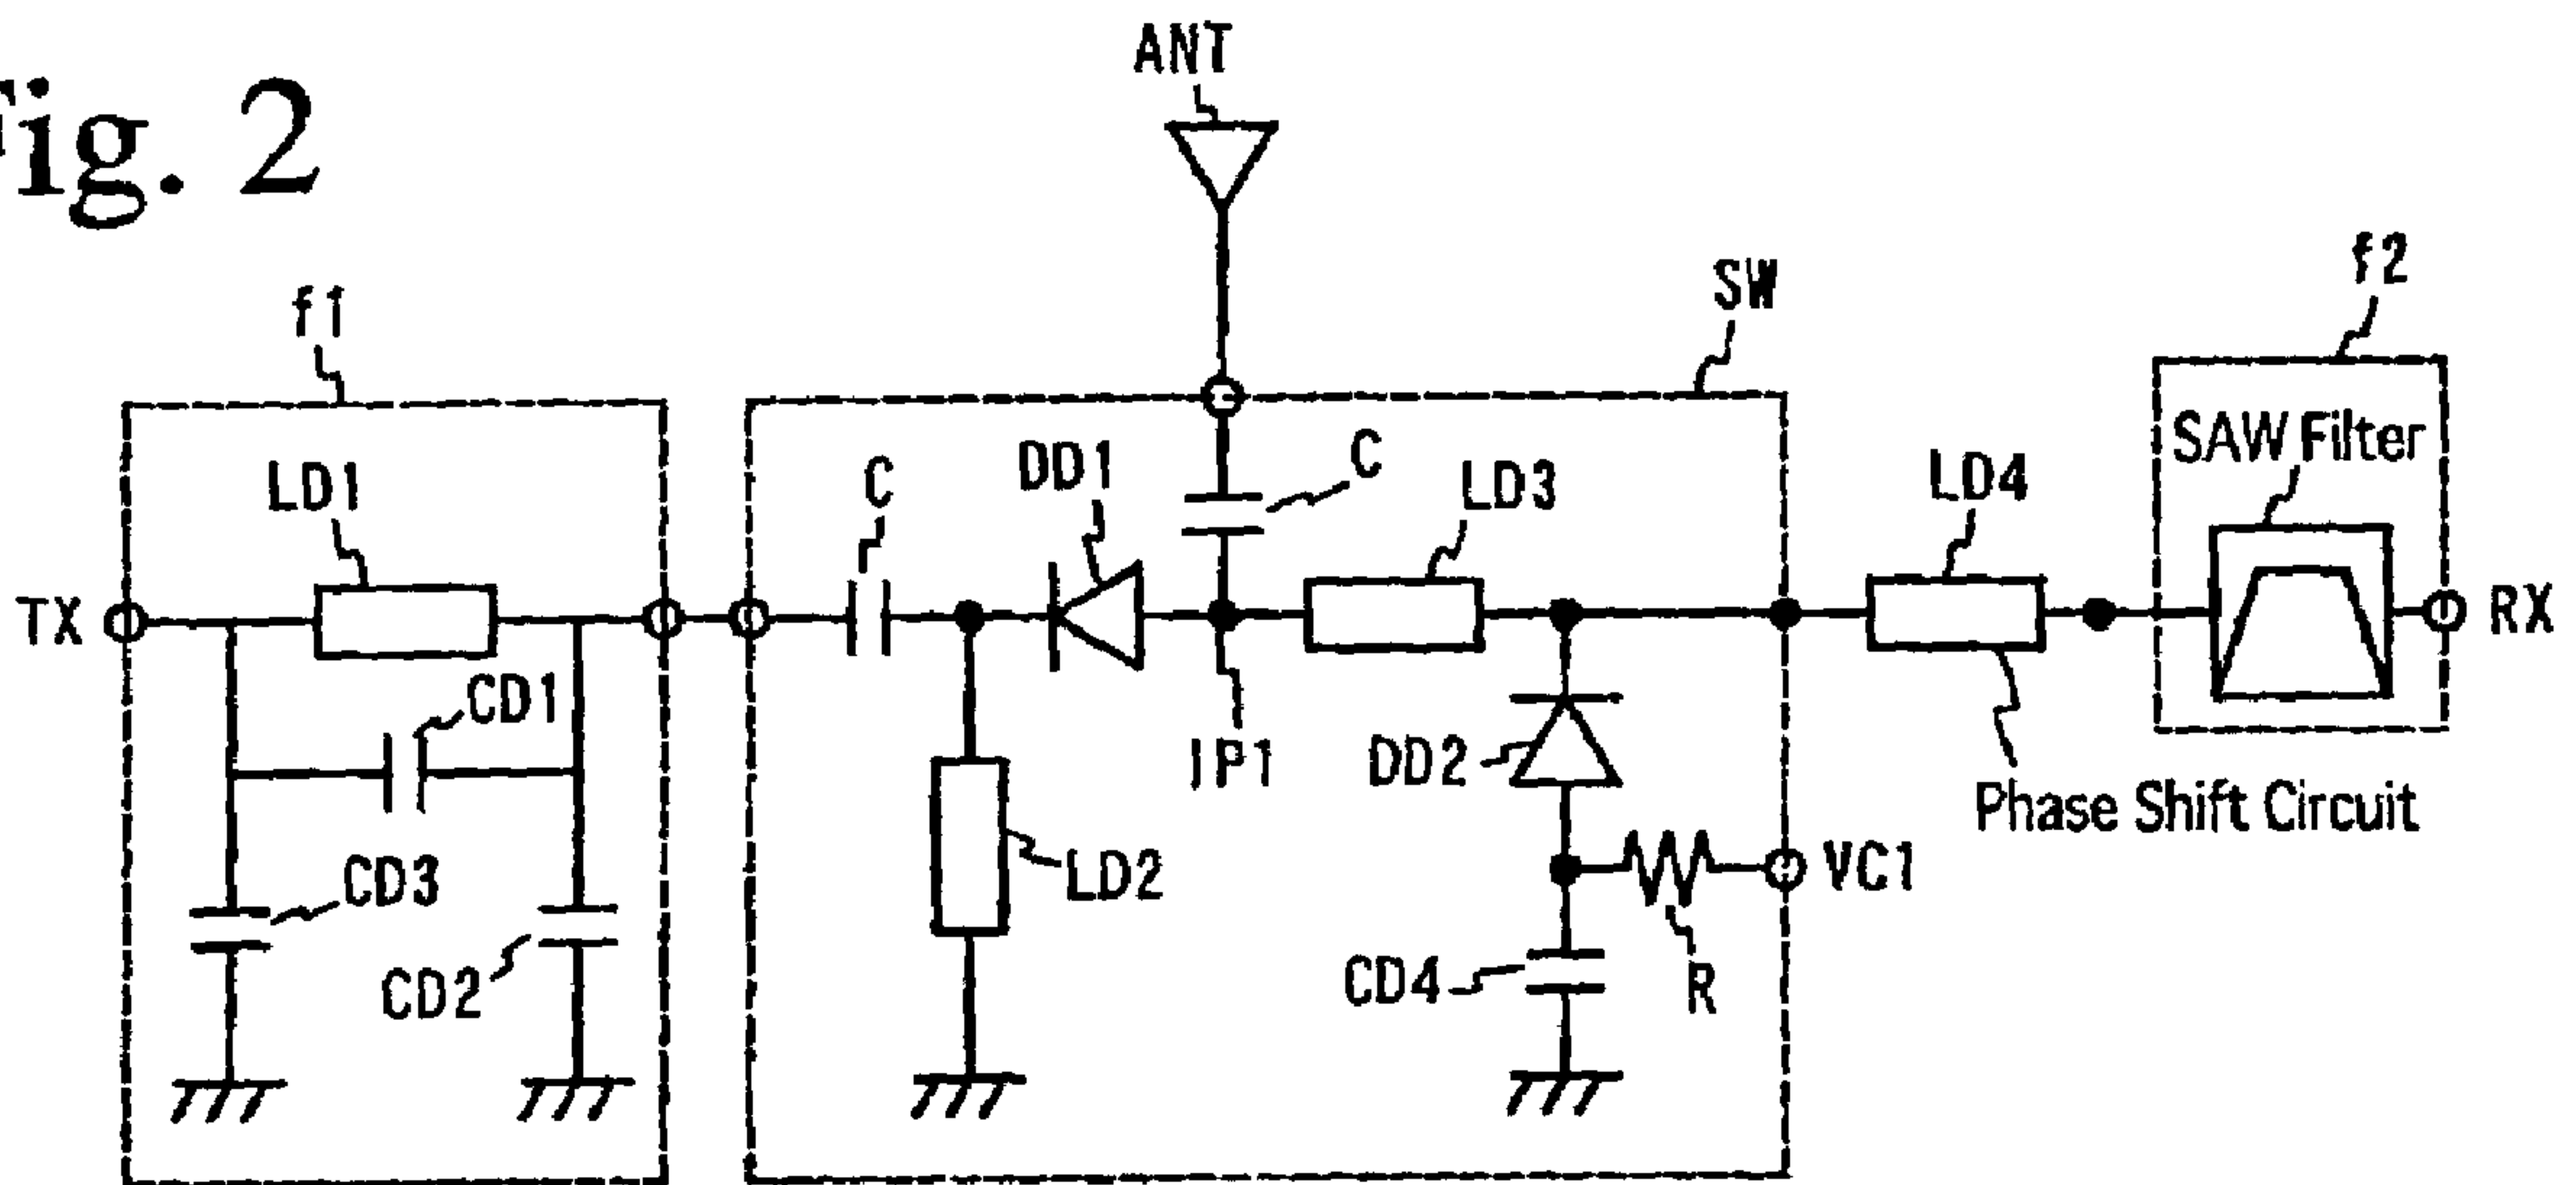 Fig. 2
ANT
f1
SW
f2
SAW Filter
LD1
C
DD1
C
LD3
LD4
TX
RX
CD1
IP1
DD2
Phase Shift Circuit
CD3
LD2
VC1
CD2
CD4
R